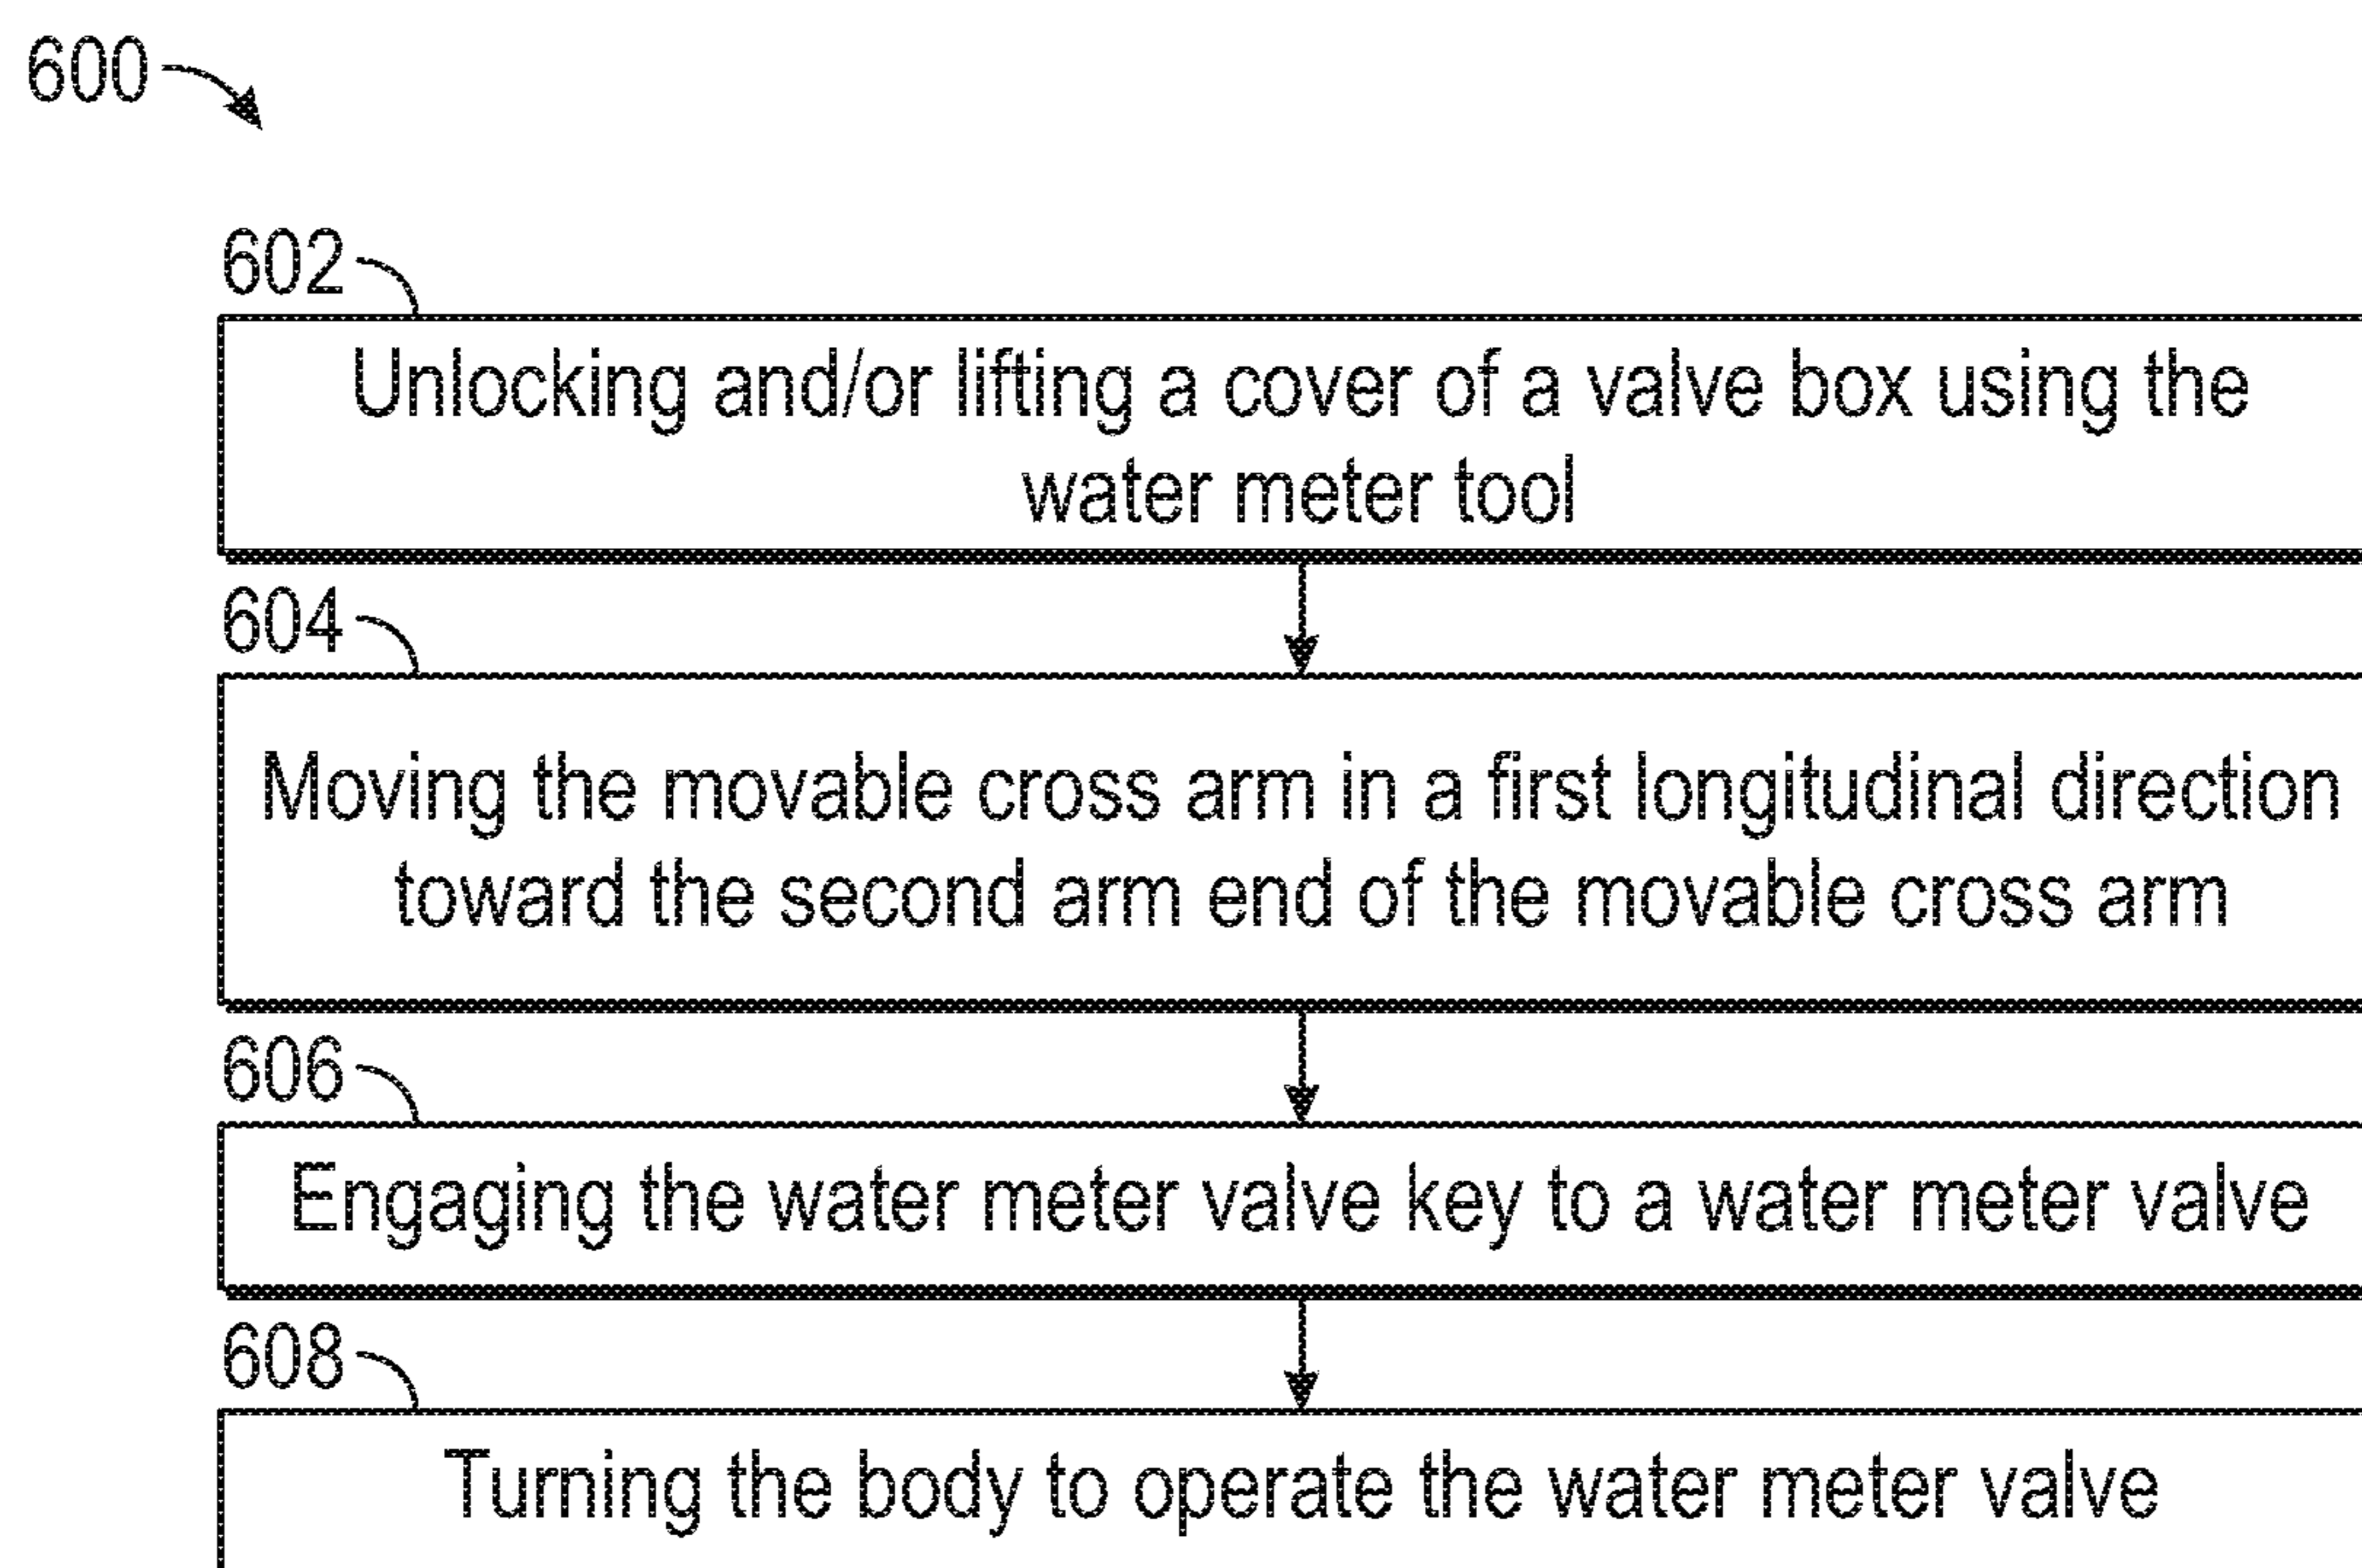 600
602
Unlocking and/or lifting a cover of a valve box using the
water meter tool
604
Moving the movable cross arm in a first longitudinal direction
toward the second arm end of the movable cross arm
606
Engaging the water meter valve key to a water meter valve
608
Turning the body to operate the water meter valve